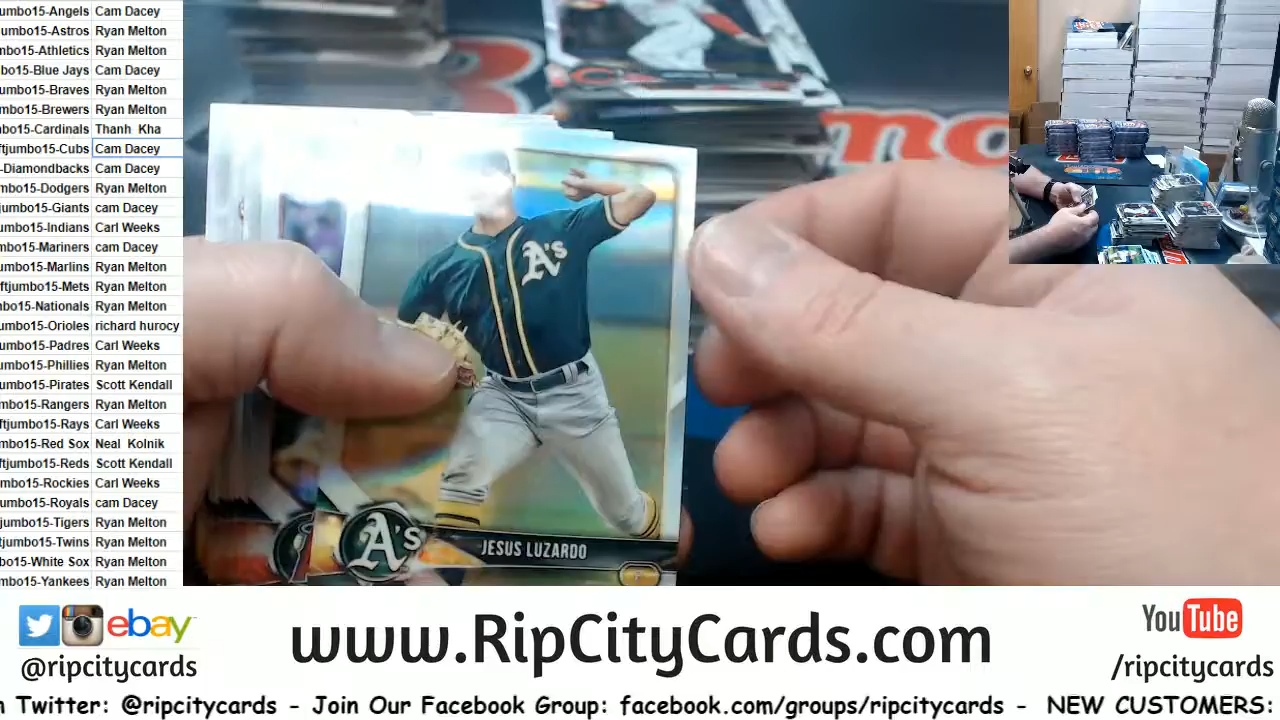 umbo15-Angels Cam Dacey
umbo15-Astros Ryan Melton
mbo15-Athletics Ryan Melton
bo15-Blue Jays Cam Dacey
umbo15-Braves Ryan Melton
mbo15-Brewers Ryan Melton
mbo15-Cardinals Thanh Kha
ftjumbo15-Cubs Cam Dacey
-Diamondbacks Cam Dacey
mbo15-Dodgers Ryan Melton
jumbo15-Giants cam Dacey
umbo15-Indians Carl Weeks
mbo15-Mariners cam Dacey
mbo15-Marlins Ryan Melton
ftjumbo15-Mets Ryan Melton
nbo15-Nationals Ryan Melton
umbo15-Orioles richard hurocy
umbo15-Padres Carl Weeks
umbo15-Phillies Ryan Melton
umbo15-Pirates Scott Kendall
mbo15-Rangers Ryan Melton
ftjumbo15-Rays Carl Weeks
mbo15-Red Sox Neal Kolnik
ftjumbo15-Reds Scott Kendall
mbo15-Rockies Carl Weeks
umbo15-Royals cam Dacey
jumbo15-Tigers Ryan Melton
ftjumbo15-Twins Ryan Melton
bo15-White Sox Ryan Melton
mbo15-Yankees Ryan Melton
A's
A's
JESUS LUZARDO
ebay
@ripcitycards
www.RipCityCards.com
YouTube
/ripcitycards
n Twitter: @ripcitycards - Join Our Facebook Group: facebook.com/groups/ripcitycards - NEW CUSTOMERS: